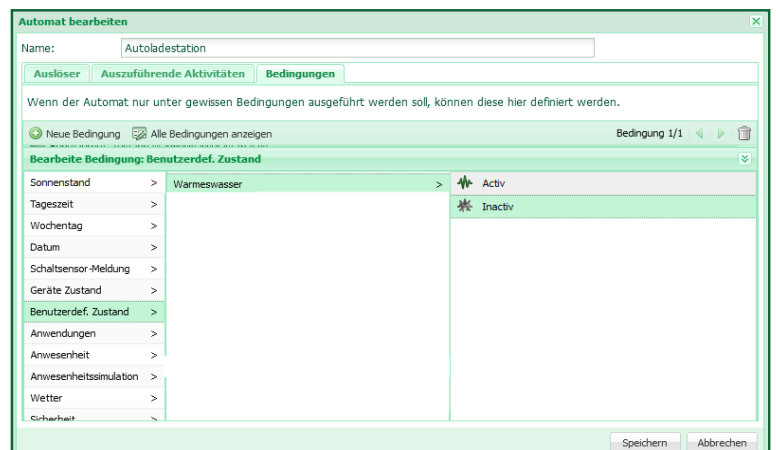 Automat bearbeiten
Name: Autoladestation
Auslöser Auszuführende Aktivitäten Bedingungen
Wenn der Automat nur unter gewissen Bedingungen ausgeführt werden soll, können diese hier definiert werden.
Neue Bedingung Alle Bedingungen anzeigen Bedingung 1/1
Bearbeite Bedingung: Benutzerdef. Zustand
Sonnenstand > Warmeswasser > Activ
Tageszeit > Inactiv
Wochentag >
Datum >
Schaltsensor-Meldung >
Geräte Zustand >
Benutzerdef. Zustand >
Anwendungen >
Anwesenheit >
Anwesenheitssimulation >
Wetter >
Sicherheit >
Speichern Abbrechen